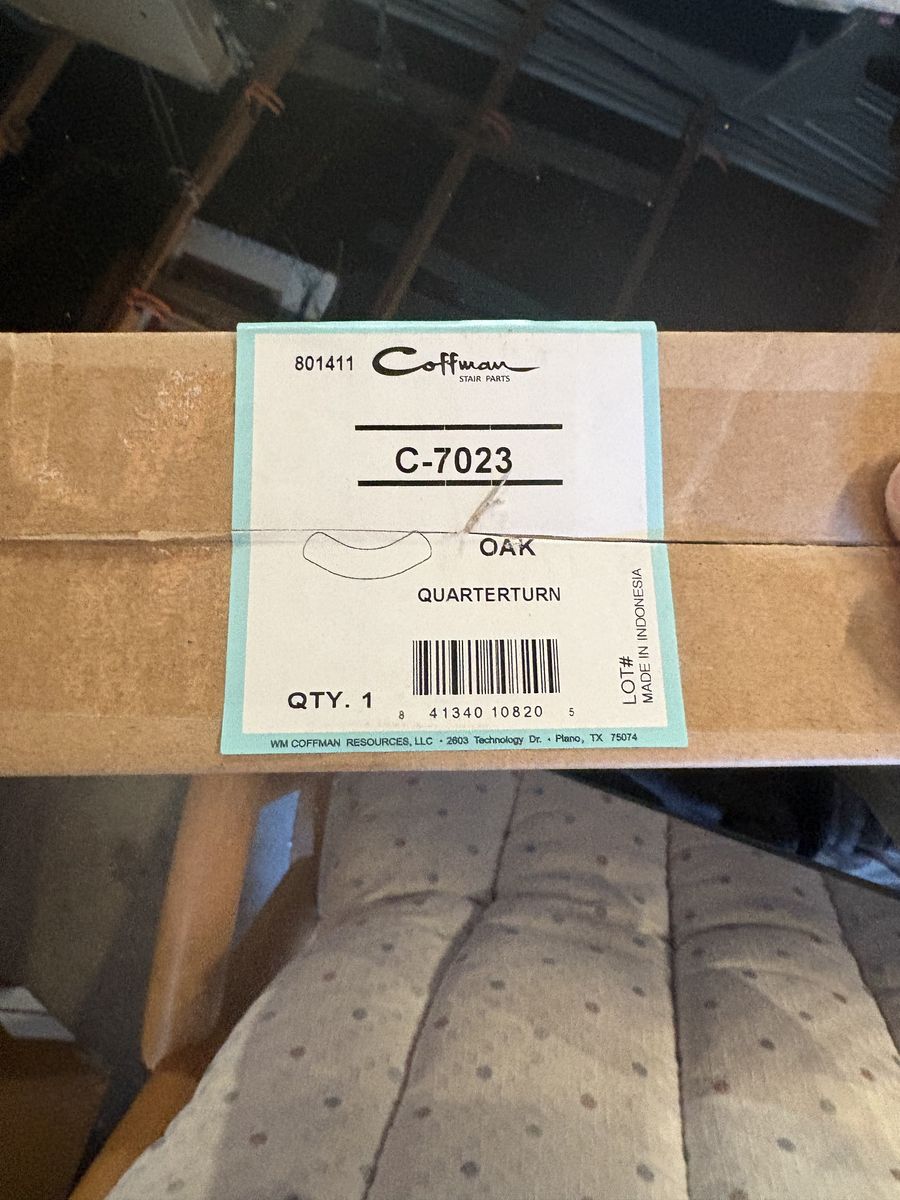 801411 Coffman
STAIR PARTS
C-7023
OAK
QUARTERTURN
QTY. 1
8 41340 10820 5
LOT#
MADE IN INDONESIA
WM COFFMAN RESOURCES, LLC • 2603 Technology Dr. • Plano, TX 75074